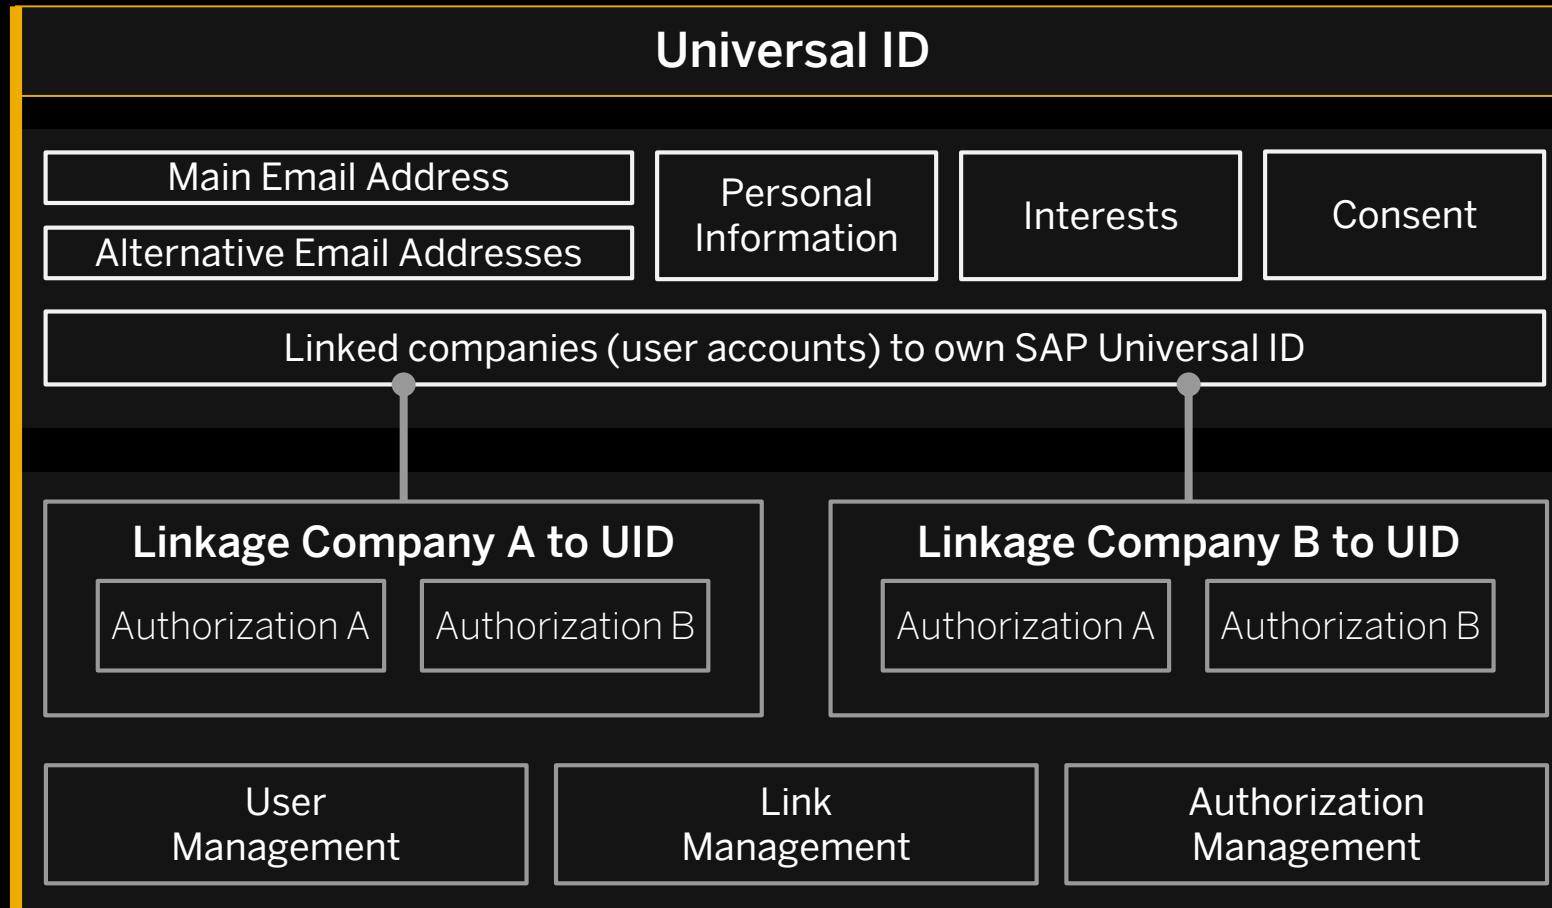 Universal ID
Main Email Address
Alternative Email Addresses
Personal
Information
Interests
Consent
Linked companies (user accounts) to own SAP Universal ID
Linkage Company A to UID
Authorization A
Authorization B
Linkage Company B to UID
Authorization A
Authorization B
User
Management
Link
Management
Authorization
Management